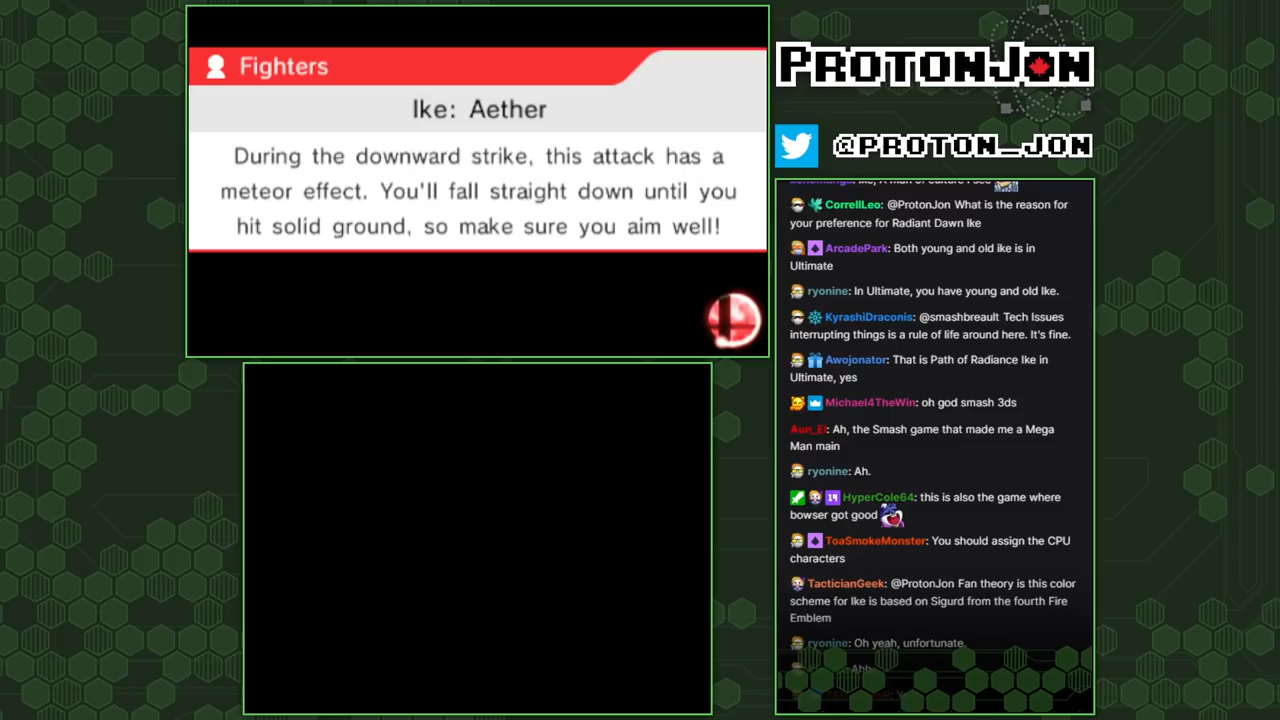 Fighters
Ike: Aether
During the downward strike, this attack has a
meteor effect. You'll fall straight down until you
hit solid ground, so make sure you aim well!
PROTONJON
@PROTON_JON
CorrellLeo: @ProtonJon What is the reason for
your preference for Radiant Dawn Ike
ArcadePark: Both young and old ike is in
Ultimate
ryonine: In Ultimate, you have young and old Ike.
KyrashiDraconis: @smashbreault Tech Issues
interrupting things is a rule of life around here. It's fine.
Awojonator: That is Path of Radiance Ike in
Ultimate, yes
Michael4TheWin: oh god smash 3ds
Aun_El: Ah, the Smash game that made me a Mega
Man main
ryonine: Ah.
14 HyperCole64: this is also the game where
bowser got good
ToaSmokeMonster: You should assign the CPU
characters
TacticianGeek: @ProtonJon Fan theory is this color
scheme for Ike is based on Sigurd from the fourth Fire
Emblem
ryonine: Oh yeah, unfortunate.
Ahh